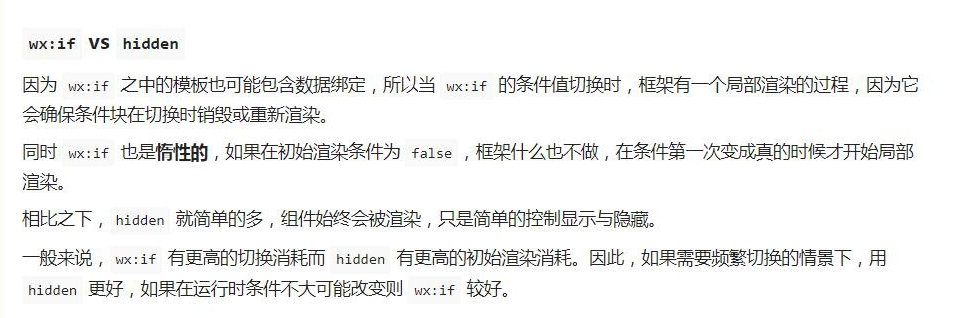 wx:if VS hidden
因为 wx:if 之中的模板也可能包含数据绑定，所以当 wx:if 的条件值切换时，框架有一个局部渲染的过程，因为它
会确保条件块在切换时销毁或重新渲染。
同时 wx:if 也是惰性的，如果在初始渲染条件为 false ，框架什么也不做，在条件第一次变成真的时候才开始局部
渲染。
相比之下，hidden 就简单的多，组件始终会被渲染，只是简单的控制显示与隐藏。
一般来说，wx:if 有更高的切换消耗而 hidden 有更高的初始渲染消耗。因此，如果需要频繁切换的情景下，用
hidden 更好，如果在运行时条件不大可能改变则 wx:if 较好。